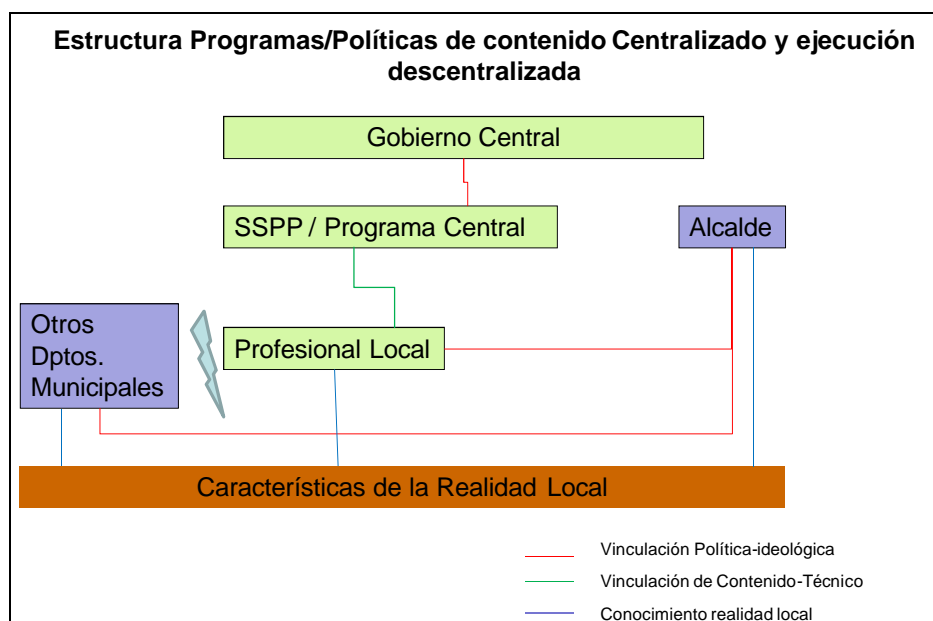 Estructura Programas/Políticas de contenido Centralizado y ejecución
descentralizada
Gobierno Central
SSPP / Programa Central
Alcalde
Otros
Dptos.
Municipales
Profesional Local
Características de la Realidad Local
Vinculación Política-ideológica
Vinculación de Contenido-Técnico
Conocimiento realidad local